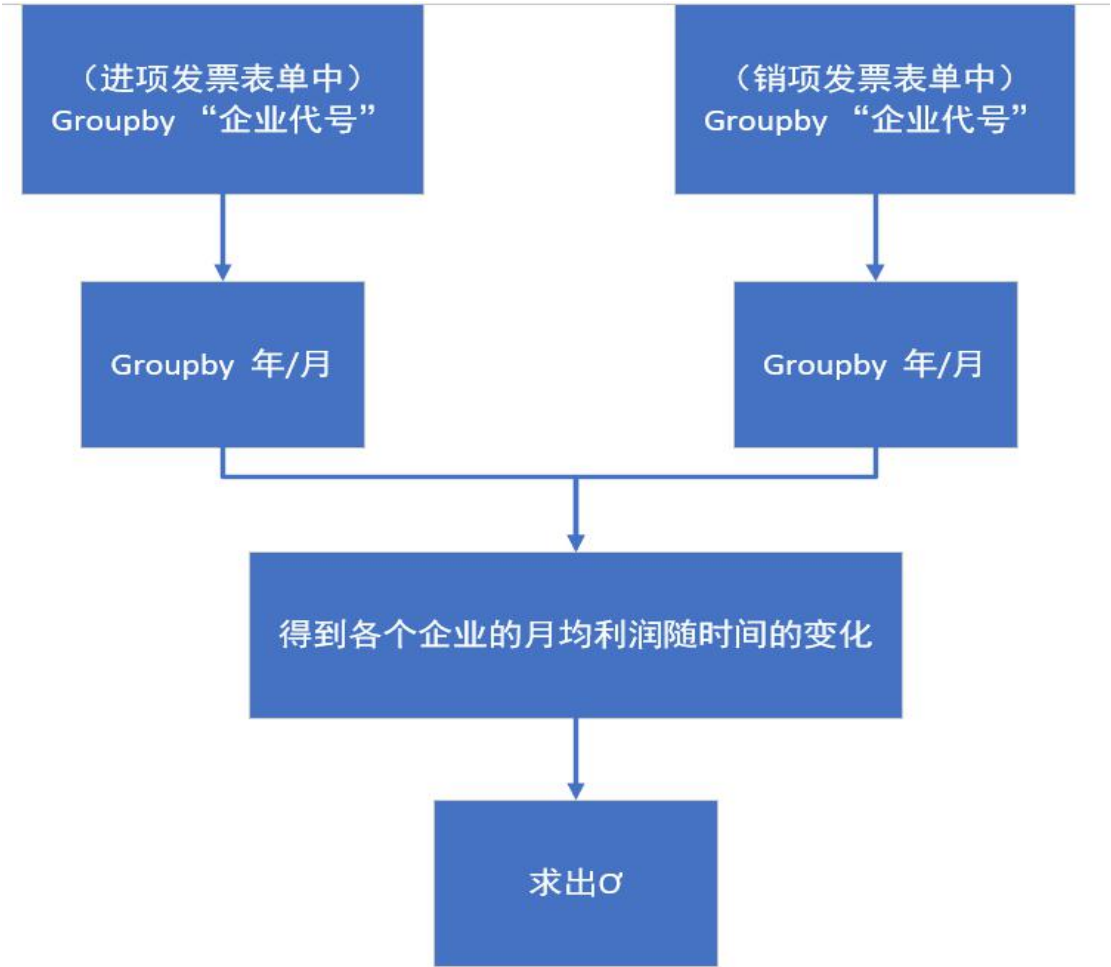 （进项发票表单中）
Groupby “企业代号”
（销项发票表单中）
Groupby “企业代号”
Groupby 年/月
Groupby 年/月
得到各个企业的月均利润随时间的变化
求出σ